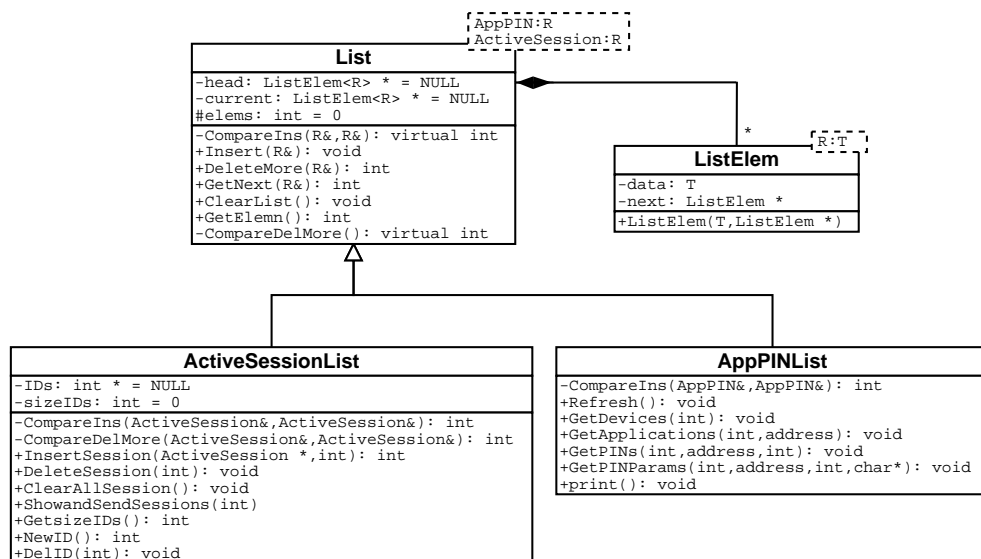 AppPIN:R
ActiveSession:R
List
-head: ListElem<R> * = NULL
-current: ListElem<R> * = NULL
#elems: int = 0
-CompareIns(R&,R&): virtual int
+Insert(R&): void
+DeleteMore(R&): int
+GetNext(R&): int
+ClearList(): void
+GetElemn(): int
-CompareDelMore(): virtual int
*
R:T
ListElem
-data: T
-next: ListElem *
+ListElem(T,ListElem *)
ActiveSessionList
-IDs: int * = NULL
-sizeIDs: int = 0
-CompareIns(ActiveSession&,ActiveSession&): int
-CompareDelMore(ActiveSession&,ActiveSession&): int
+InsertSession(ActiveSession *,int): int
+DeleteSession(int): void
+ClearAllSession(): void
+ShowandSendSessions(int)
+GetsizeIDs(): int
+NewID(): int
+DelID(int): void
AppPINList
-CompareIns(AppPIN&,AppPIN&): int
+Refresh(): void
+GetDevices(int): void
+GetApplications(int,address): void
+GetPINs(int,address,int): void
+GetPINParams(int,address,int,char*): void
+print(): void